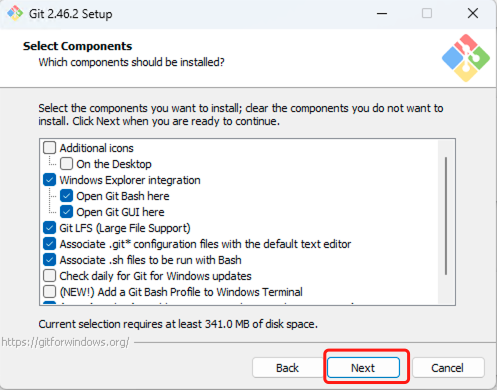 Git 2.46.2 Setup
Select Components
Which components should be installed?
Select the components you want to install; clear the components you do not want to
install. Click Next when you are ready to continue.
Additional icons
On the Desktop
Windows Explorer integration
Open Git Bash here
Open Git GUI here
Git LFS (Large File Support)
Associate .git* configuration files with the default text editor
Associate .sh files to be run with Bash
Check daily for Git for Windows updates
(NEW!) Add a Git Bash Profile to Windows Terminal
Current selection requires at least 341.0 MB of disk space.
https://gitforwindows.org/
Back
Next
Cancel